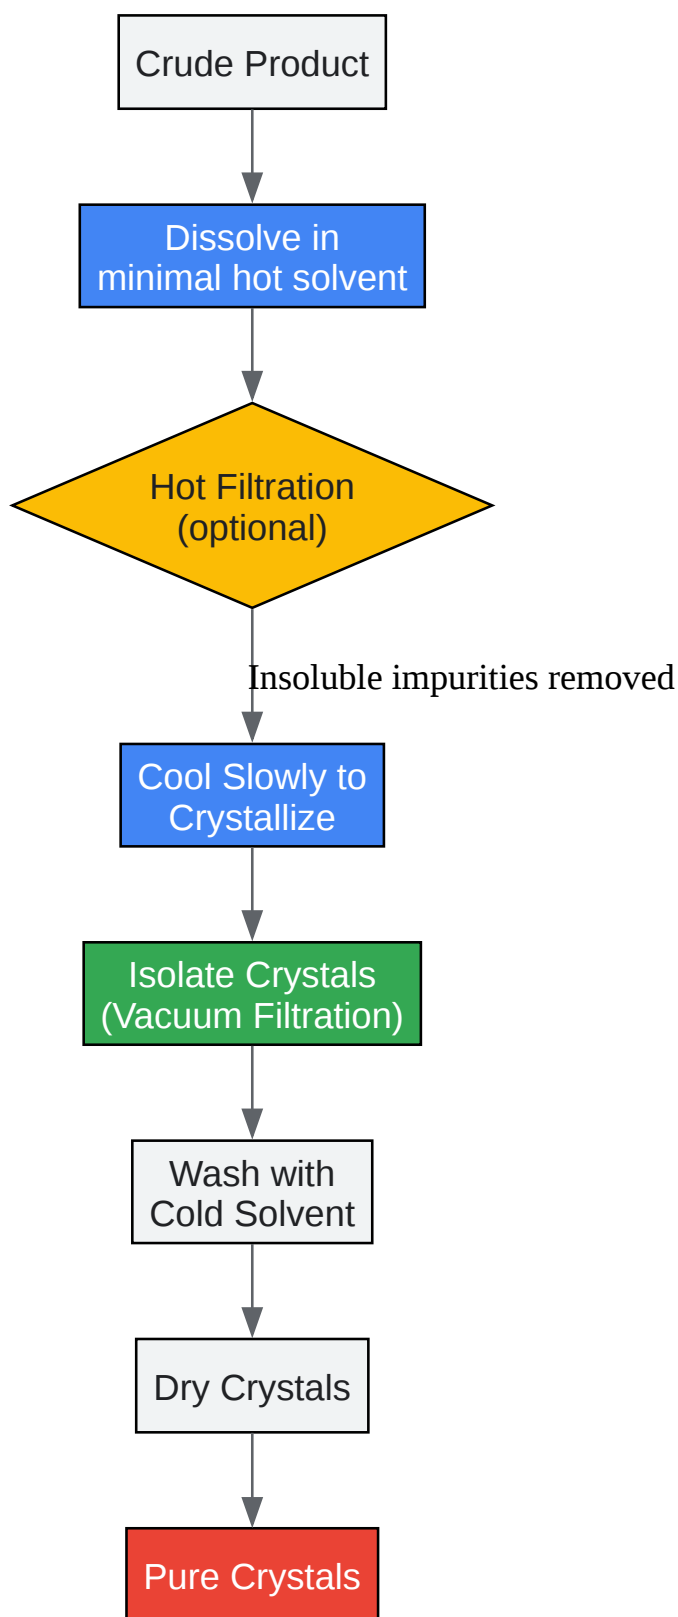 Crude Product
Dissolve in
minimal hot solvent
Hot Filtration
(optional)
Insoluble impurities removed
Cool Slowly to
Crystallize
Isolate Crystals
(Vacuum Filtration)
Wash with
Cold Solvent
Dry Crystals
Pure Crystals